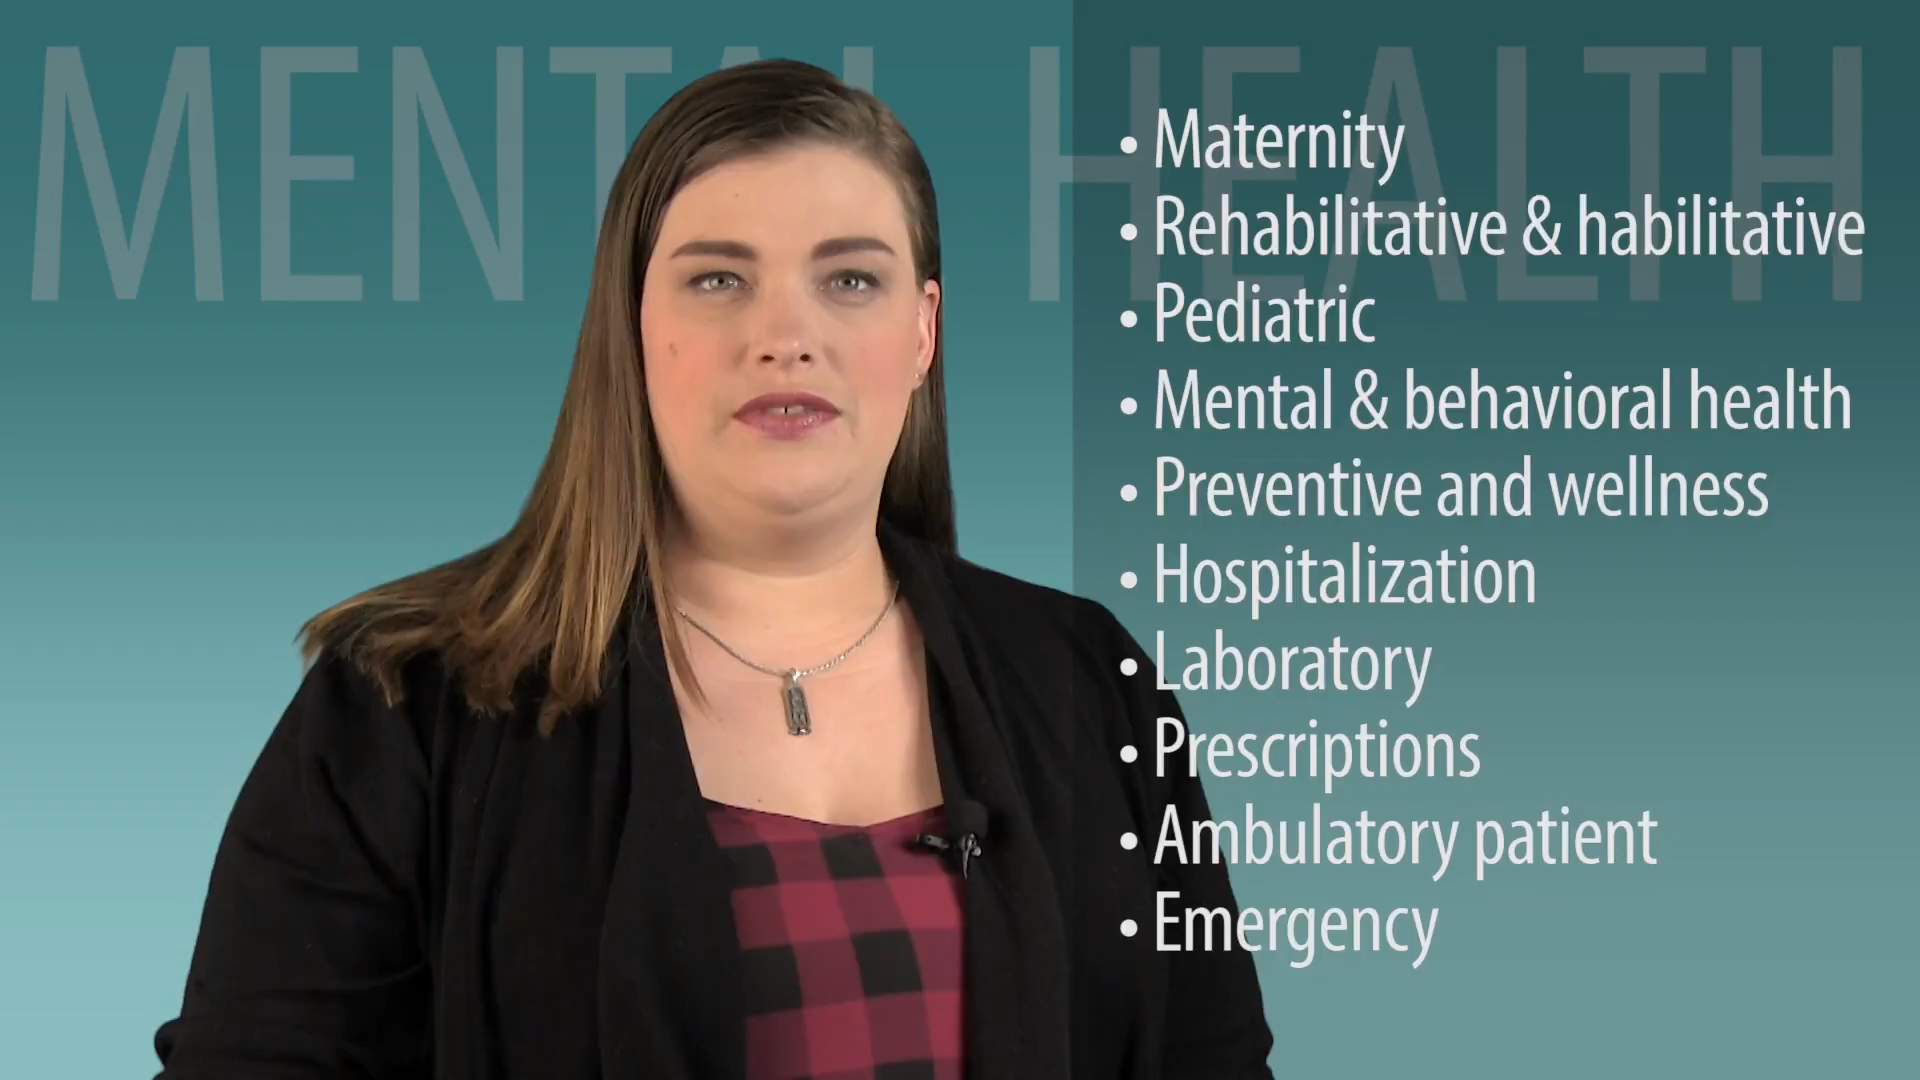 MENTAL HEALTH
• Maternity
• Rehabilitative & habilitative
• Pediatric
• Mental & behavioral health
• Preventive and wellness
• Hospitalization
• Laboratory
• Prescriptions
• Ambulatory patient
• Emergency